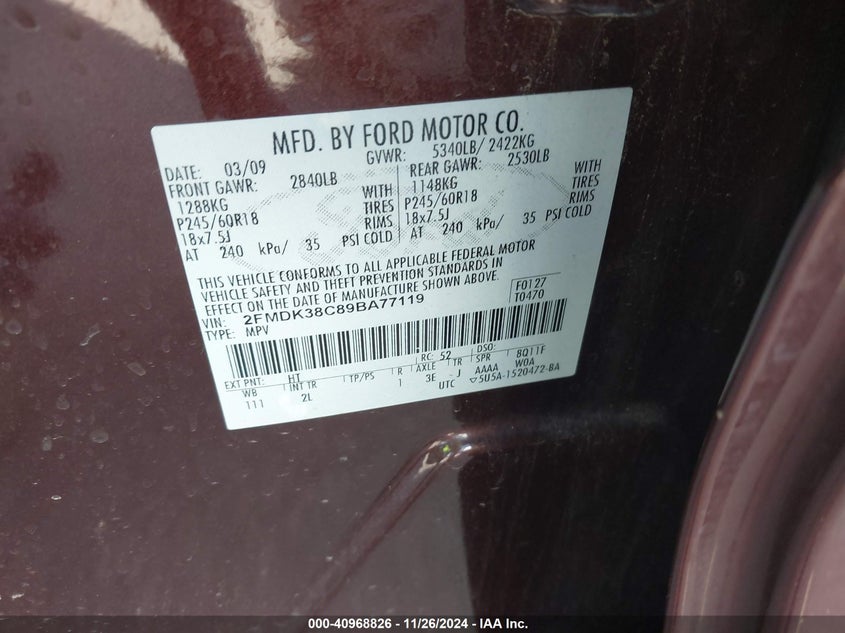 MFD. BY FORD MOTOR CO.
DATE: 03/09 GVWR: 5340LB/ 2422KG
FRONT GAWR: 2840LB REAR GAWR: 2530LB
1288KG WITH 1148KG WITH
P245/60R18 TIRES P245/60R18 TIRES
18x7.5J RIMS 18x7.5J RIMS
AT 240 kPa/ 35 PSI COLD AT 240 kPa/ 35 PSI COLD
THIS VEHICLE CONFORMS TO ALL APPLICABLE FEDERAL MOTOR
VEHICLE SAFETY AND THEFT PREVENTION STANDARDS IN
EFFECT ON THE DATE OF MANUFACTURE SHOWN ABOVE.
VIN: 2FMDK38C89BA77119 F0127
TYPE: MPV T0470
EXT PNT: HT RC: 52 DSO: 8Q11F
WB INT TR TP/PS R AXLE TR SPR W0A
111 2L 1 3E J AAAA
UTC ▽5U5A-1520472-BA
000-40968826 - 11/26/2024 - IAA Inc.